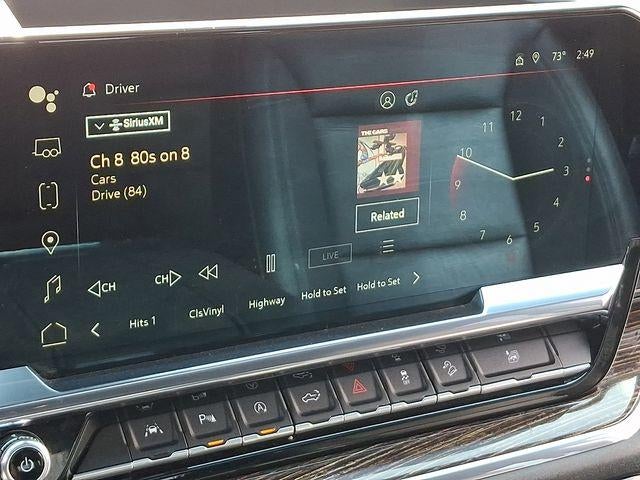 Driver
73° 2:49
SiriusXM
Ch 8 80s on 8
Cars
Drive (84)
THE CARS
Related
12
1
2
3
4
5
6
7
8
9
10
11
LIVE
CH
CH
Hits 1
ClsVinyl
Highway
Hold to Set
Hold to Set
P
A